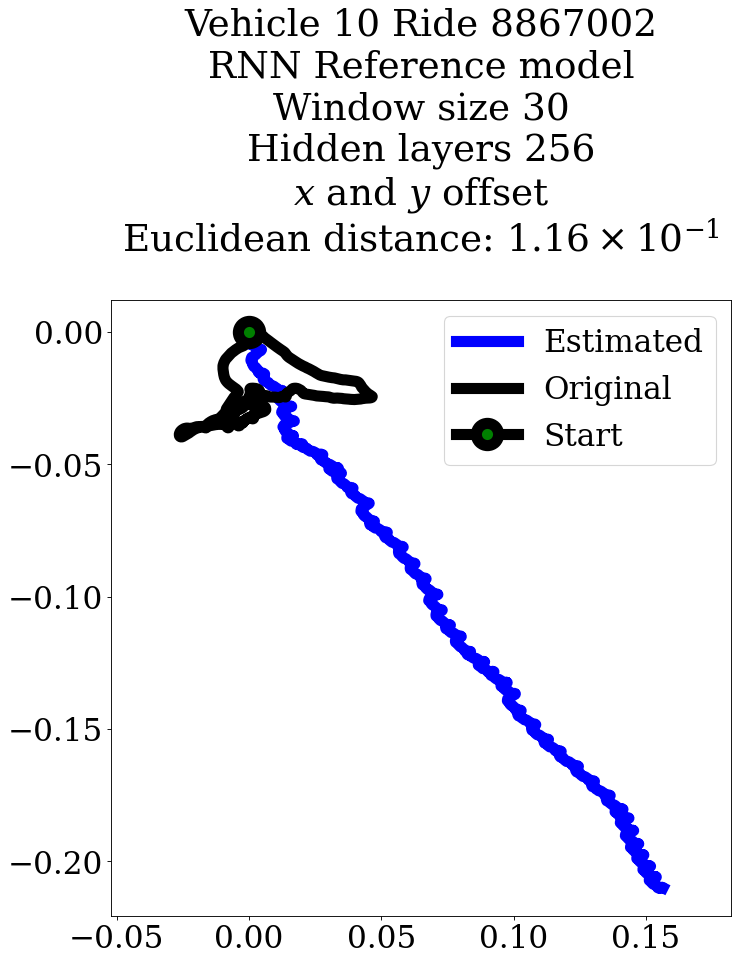 Vehicle 10 Ride 8867002
RNN Reference model
Window size 30
Hidden layers 256
x and y offset
Euclidean distance: 1.16 × 10⁻¹
Estimated
Original
Start
0.00
−0.05
−0.10
−0.15
−0.20
−0.05 0.00 0.05 0.10 0.15